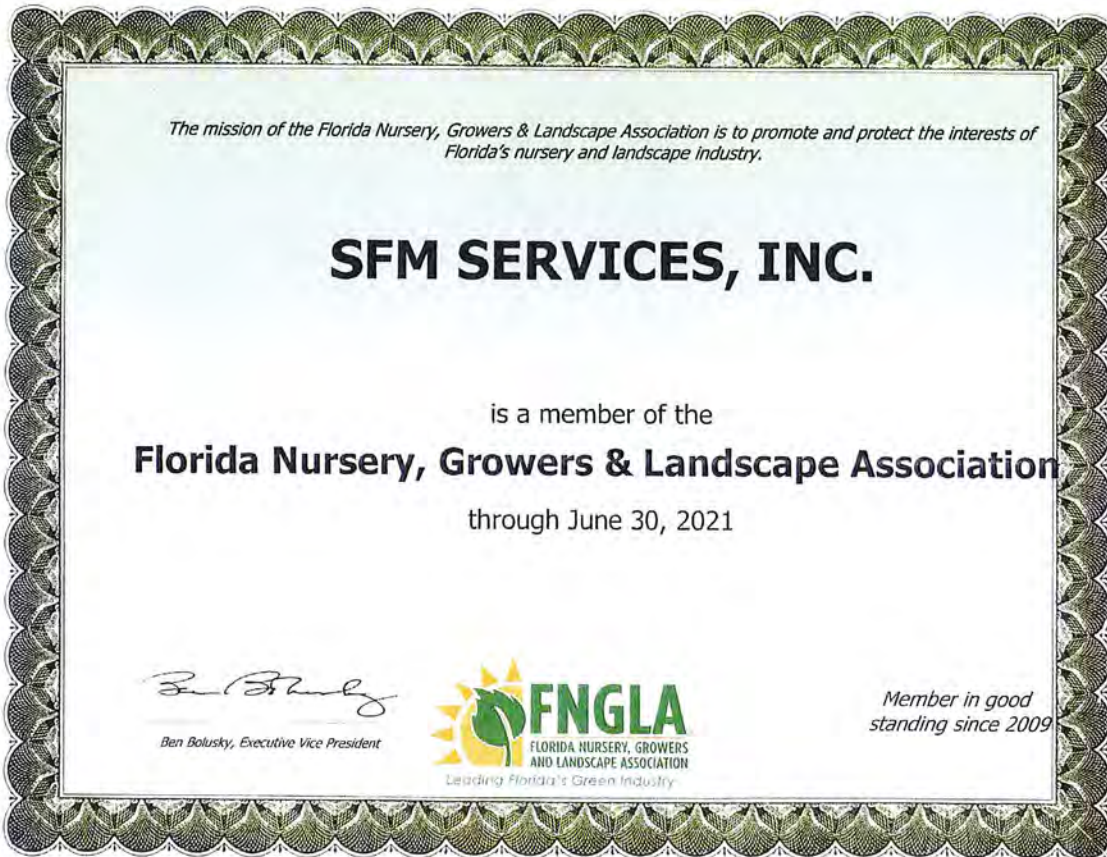 The mission of the Florida Nursery, Growers & Landscape Association is to promote and protect the interests of
Florida's nursery and landscape industry.
SFM SERVICES, INC.
is a member of the
Florida Nursery, Growers & Landscape Association
through June 30, 2021
Ben Bolusky, Executive Vice President
FNGLA
FLORIDA NURSERY, GROWERS
AND LANDSCAPE ASSOCIATION
Leading Florida's Green Industry
Member in good
standing since 2009